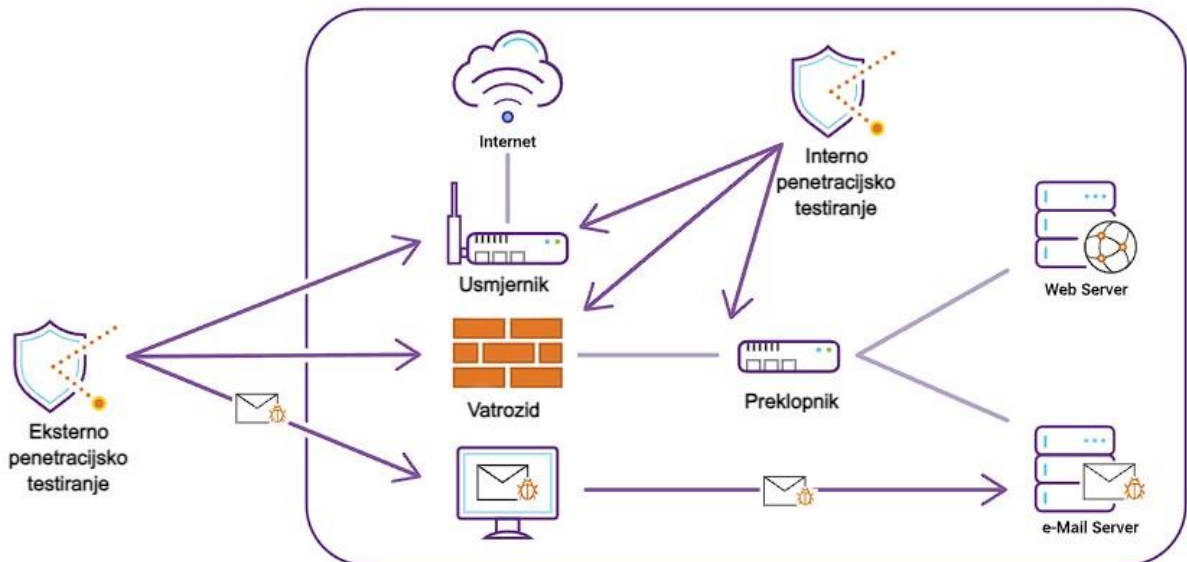 Internet
Interno
penetracijsko
testiranje
Usmjernik
Web Server
Eksterno
penetracijsko
testiranje
Vatrozid
Preklopnik
e-Mail Server